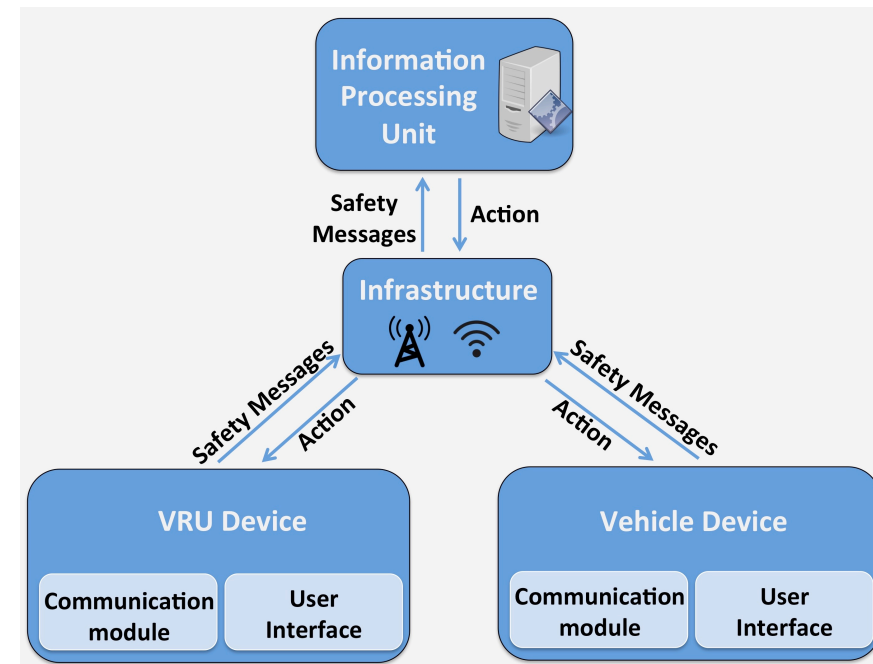 Information
Processing
Unit
Safety
Messages
Action
Infrastructure
Safety Messages
Action
Action
Safety Messages
VRU Device
Communication
module
User
Interface
Vehicle Device
Communication
module
User
Interface